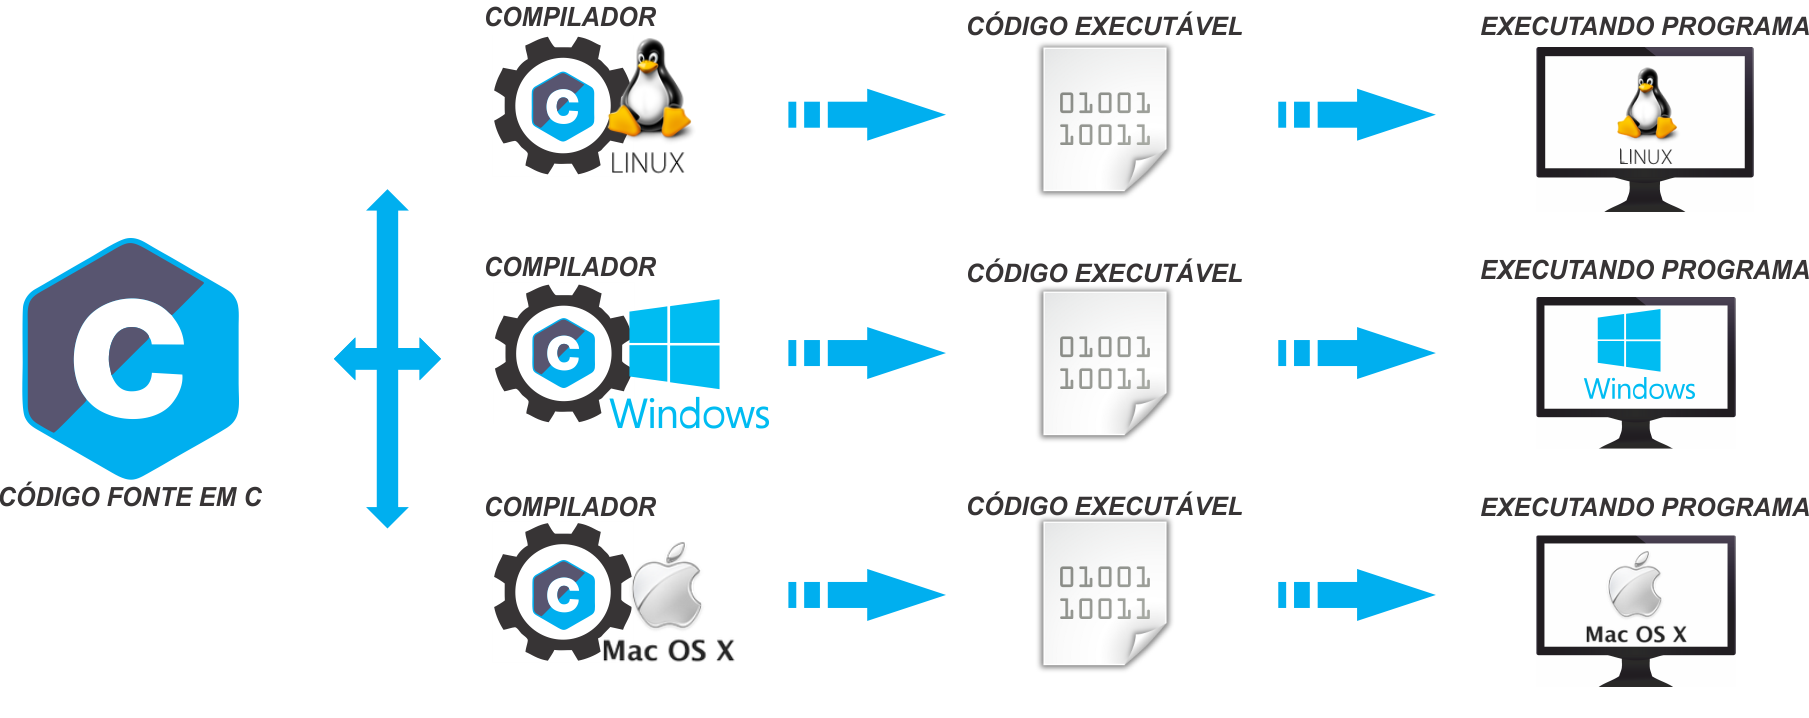 COMPILADOR
CÓDIGO EXECUTÁVEL
EXECUTANDO PROGRAMA
C
LINUX
01001
10011
LINUX
COMPILADOR
CÓDIGO EXECUTÁVEL
EXECUTANDO PROGRAMA
C
C
Windows
01001
10011
Windows
CÓDIGO FONTE EM C
COMPILADOR
CÓDIGO EXECUTÁVEL
EXECUTANDO PROGRAMA
C
Mac OS X
01001
10011
Mac OS X